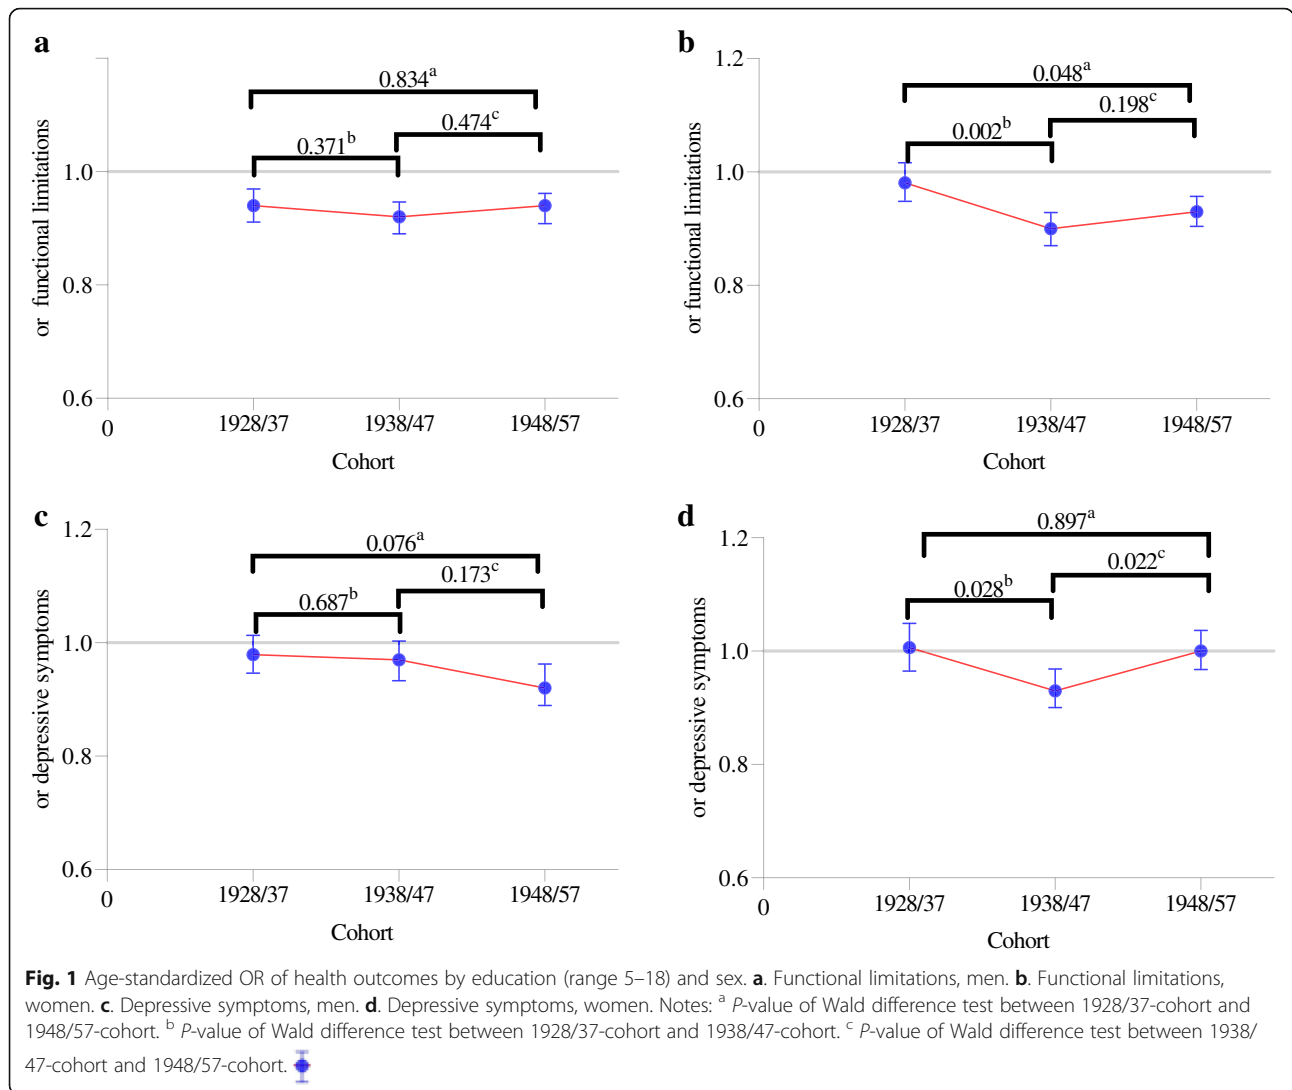 a
0.834a
0.474c
0.371b
1.0
0.8
0.6
or functional limitations
0
1928/37 1938/47 1948/57
Cohort
b
1.2
0.048a
0.198c
0.002b
1.0
0.8
0.6
or functional limitations
0
1928/37 1938/47 1948/57
Cohort
c
1.2
0.076a
0.173c
0.687b
1.0
0.8
0.6
or depressive symptoms
0
1928/37 1938/47 1948/57
Cohort
d
1.2
0.897a
0.022c
0.028b
1.0
0.8
0.6
or depressive symptoms
0
1928/37 1938/47 1948/57
Cohort
Fig. 1 Age-standardized OR of health outcomes by education (range 5–18) and sex. a. Functional limitations, men. b. Functional limitations,
women. c. Depressive symptoms, men. d. Depressive symptoms, women. Notes: a P-value of Wald difference test between 1928/37-cohort and
1948/57-cohort. b P-value of Wald difference test between 1928/37-cohort and 1938/47-cohort. c P-value of Wald difference test between 1938/
47-cohort and 1948/57-cohort.